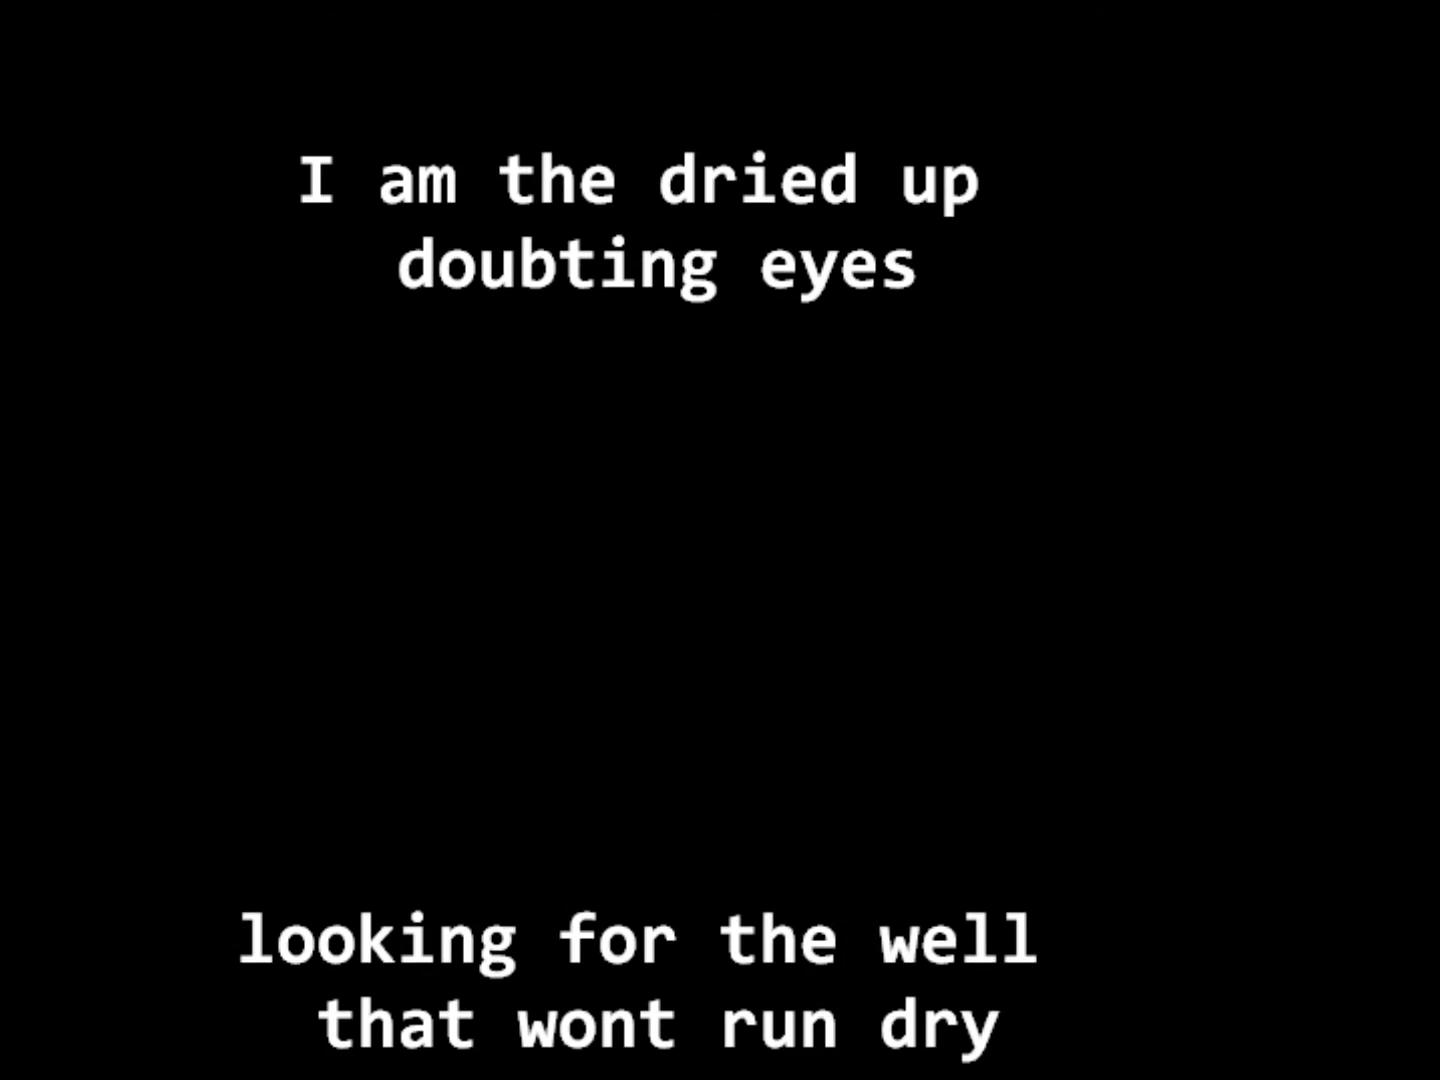 I am the dried up
doubting eyes
looking for the well
that wont run dry